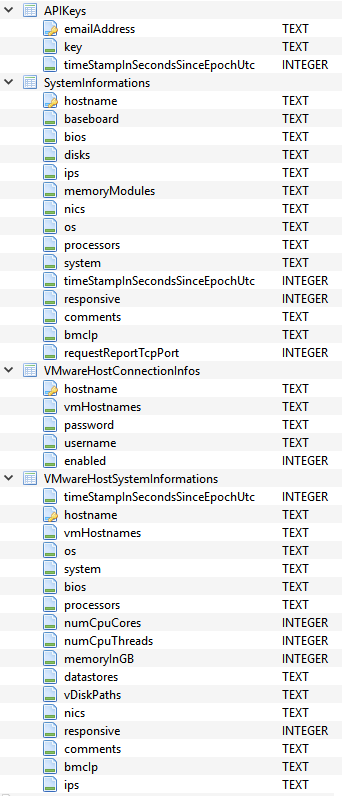 APIKeys
emailAddress TEXT
key TEXT
timeStampInSecondsSinceEpochUtc INTEGER
SystemInformations
hostname TEXT
baseboard TEXT
bios TEXT
disks TEXT
ips TEXT
memoryModules TEXT
nics TEXT
os TEXT
processors TEXT
system TEXT
timeStampInSecondsSinceEpochUtc INTEGER
responsive INTEGER
comments TEXT
bmcIp TEXT
requestReportTcpPort INTEGER
VMwareHostConnectionInfos
hostname TEXT
vmHostnames TEXT
password TEXT
username TEXT
enabled INTEGER
VMwareHostSystemInformations
timeStampInSecondsSinceEpochUtc INTEGER
hostname TEXT
vmHostnames TEXT
os TEXT
system TEXT
bios TEXT
processors TEXT
numCpuCores INTEGER
numCpuThreads INTEGER
memoryInGB INTEGER
datastores TEXT
vDiskPaths TEXT
nics TEXT
responsive INTEGER
comments TEXT
bmcIp TEXT
ips TEXT